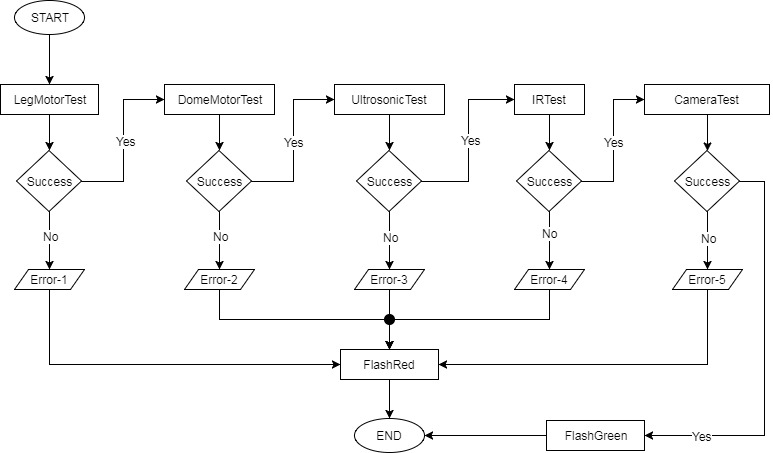 START
LegMotorTest
DomeMotorTest
UltrosonicTest
IRTest
CameraTest
Yes
Yes
Yes
Yes
Success
Success
Success
Success
Success
No
No
No
No
No
Error-1
Error-2
Error-3
Error-4
Error-5
FlashRed
END
FlashGreen
Yes